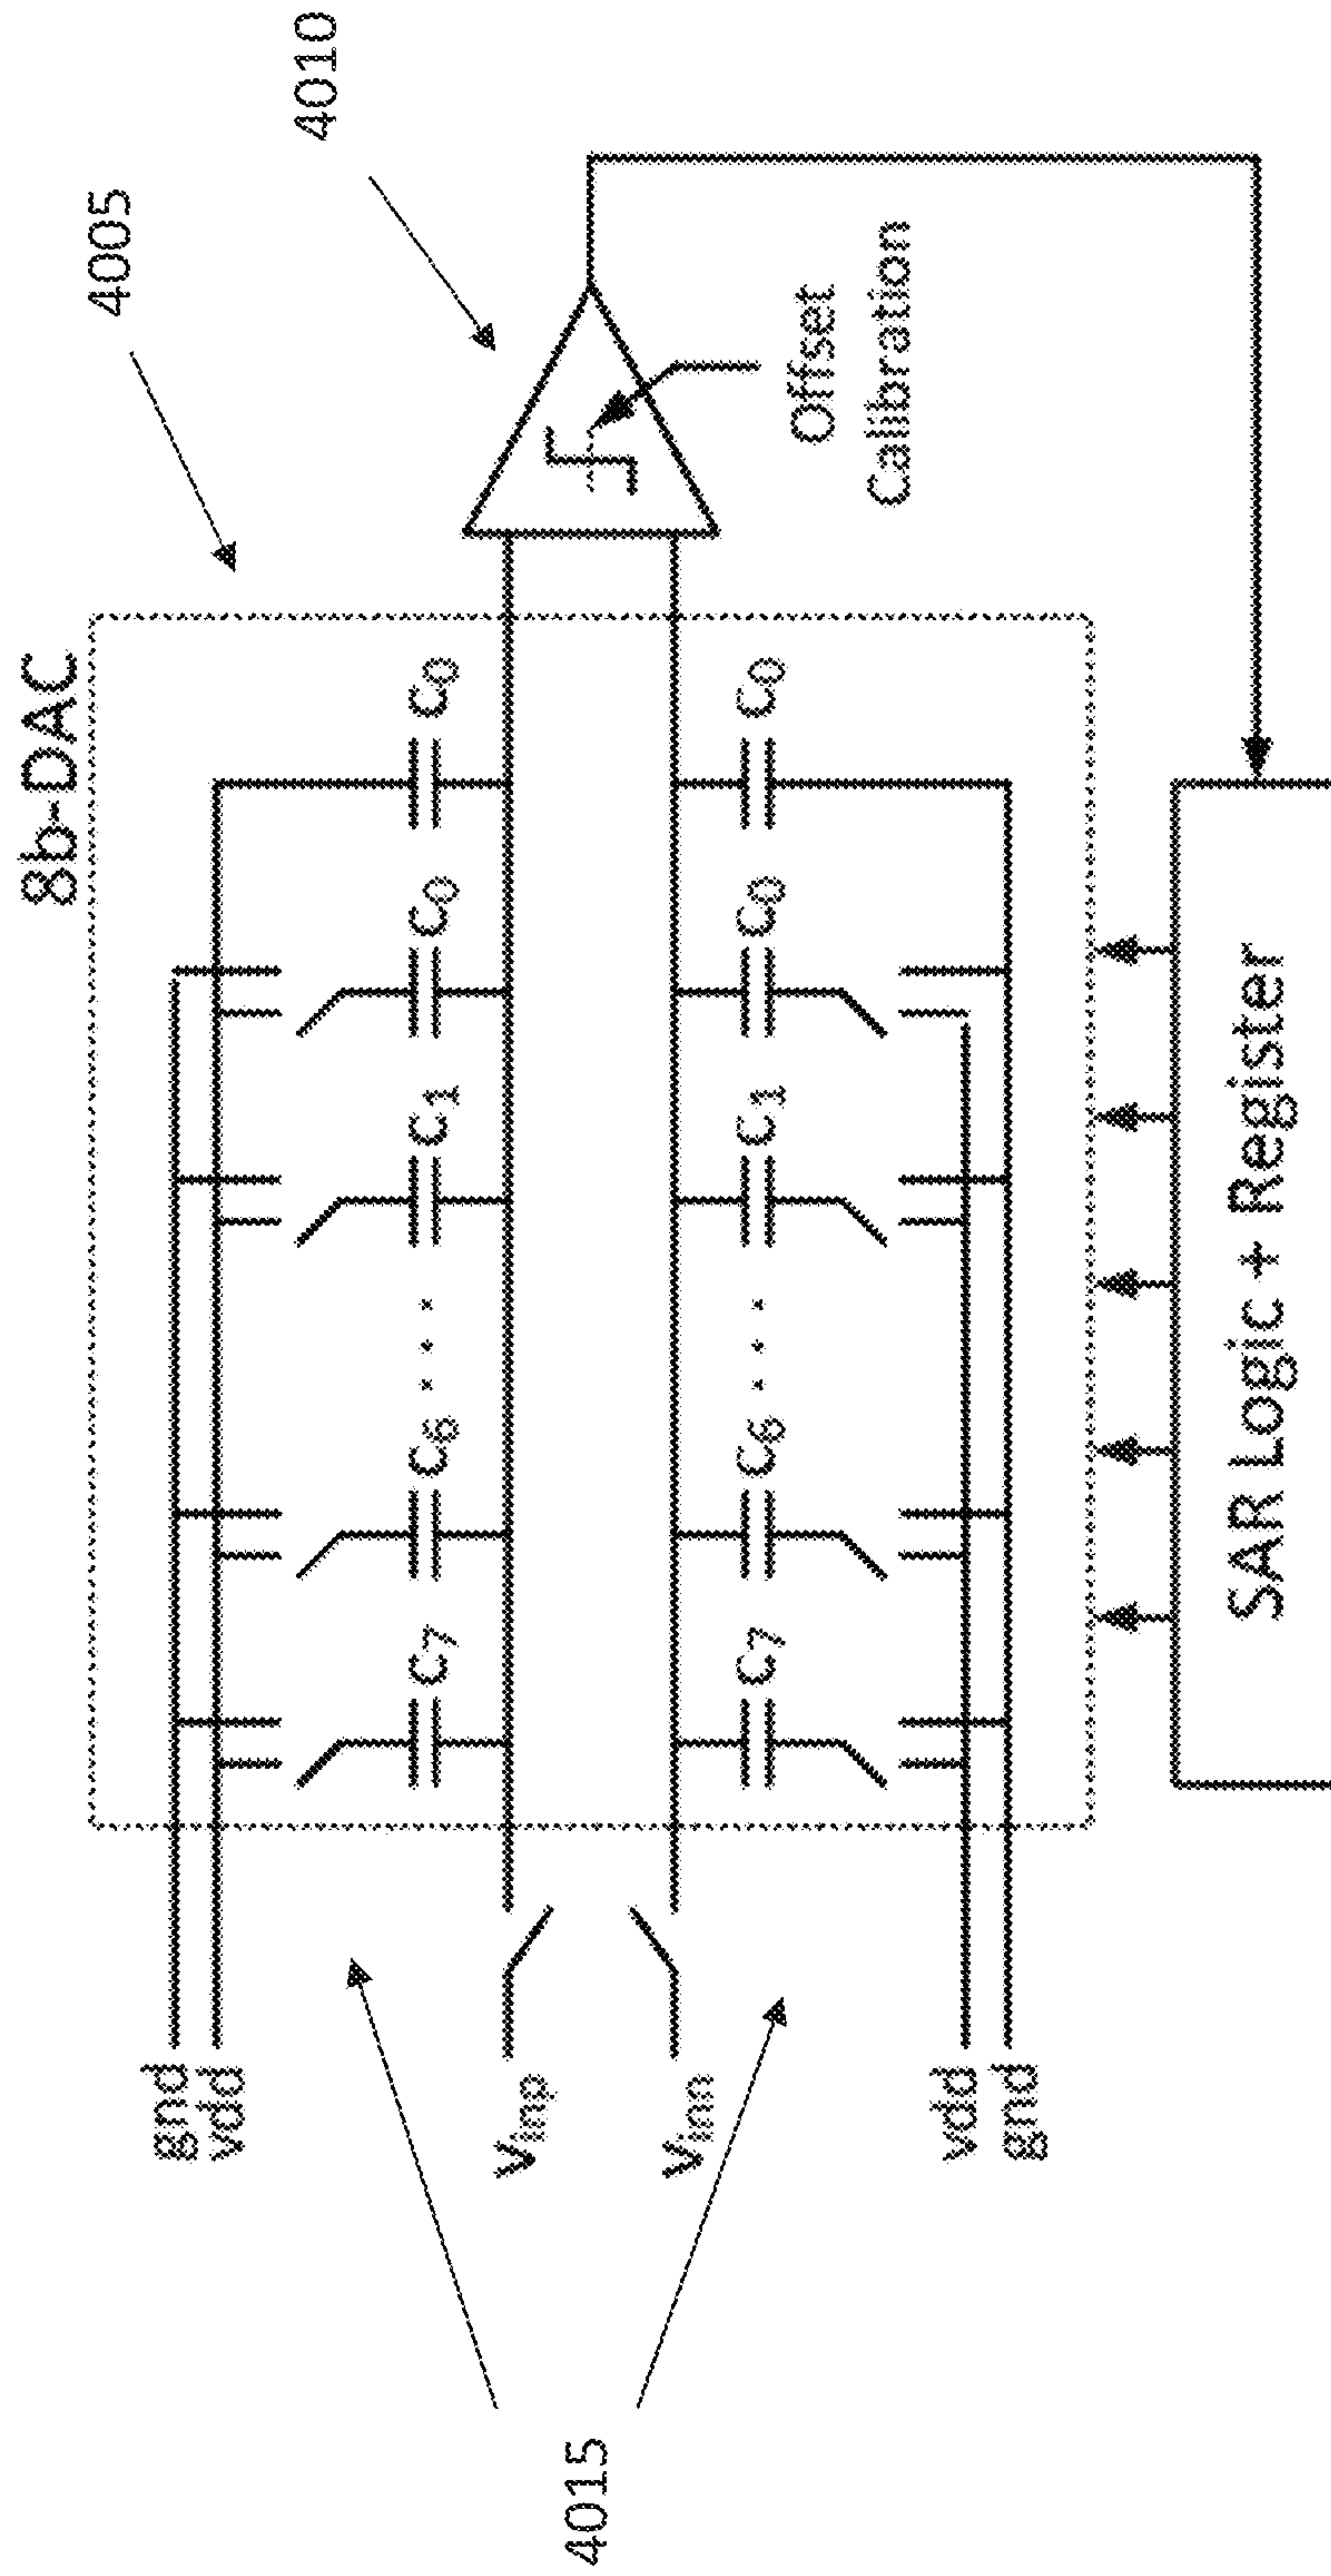 8b-DAC
4005
4010
gnd
vdd
C7
C6
. . .
C1
C0
C0
Vinp
Vinn
C7
C6
. . .
C1
C0
C0
Offset
Calibration
vdd
gnd
4015
SAR Logic + Register